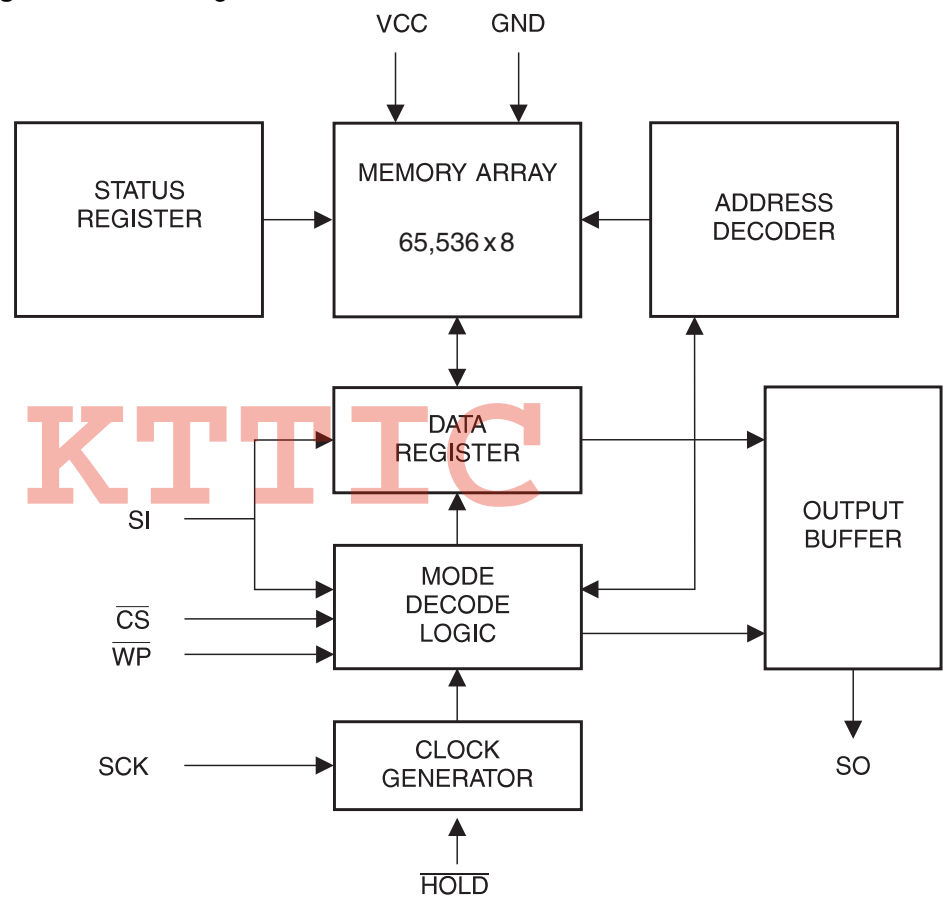 VCC GND
STATUS
REGISTER
MEMORY ARRAY
65,536 x 8
ADDRESS
DECODER
KTTIC
DATA
REGISTER
SI
OUTPUT
BUFFER
MODE
DECODE
LOGIC
CS
WP
SCK
CLOCK
GENERATOR
SO
HOLD